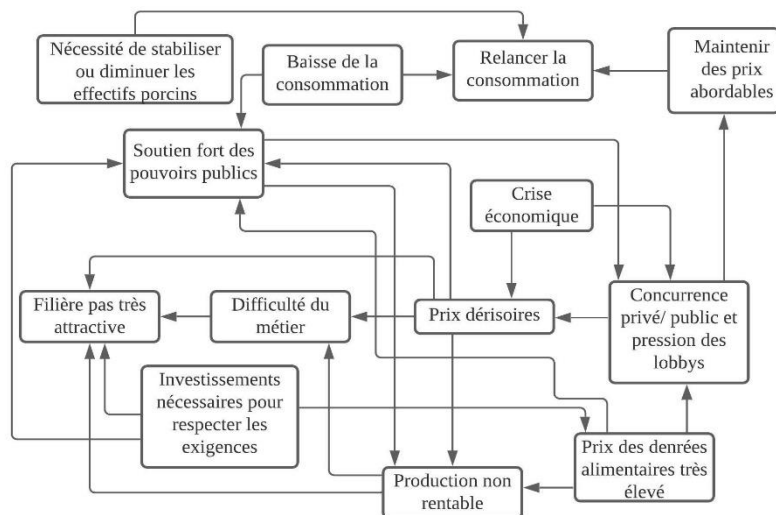 Nécessité de stabiliser
ou diminuer les
effectifs porcins
Baisse de la
consommation
Relancer la
consommation
Maintenir
des prix
abordables
Soutien fort des
pouvoirs publics
Crise
économique
Filière pas très
attractive
Difficulté du
métier
Prix dérisoires
Concurrence
privé/ public et
pression des
lobbys
Investissements
nécessaires pour
respecter les
exigences
Production non
rentable
Prix des denrées
alimentaires très
élevé